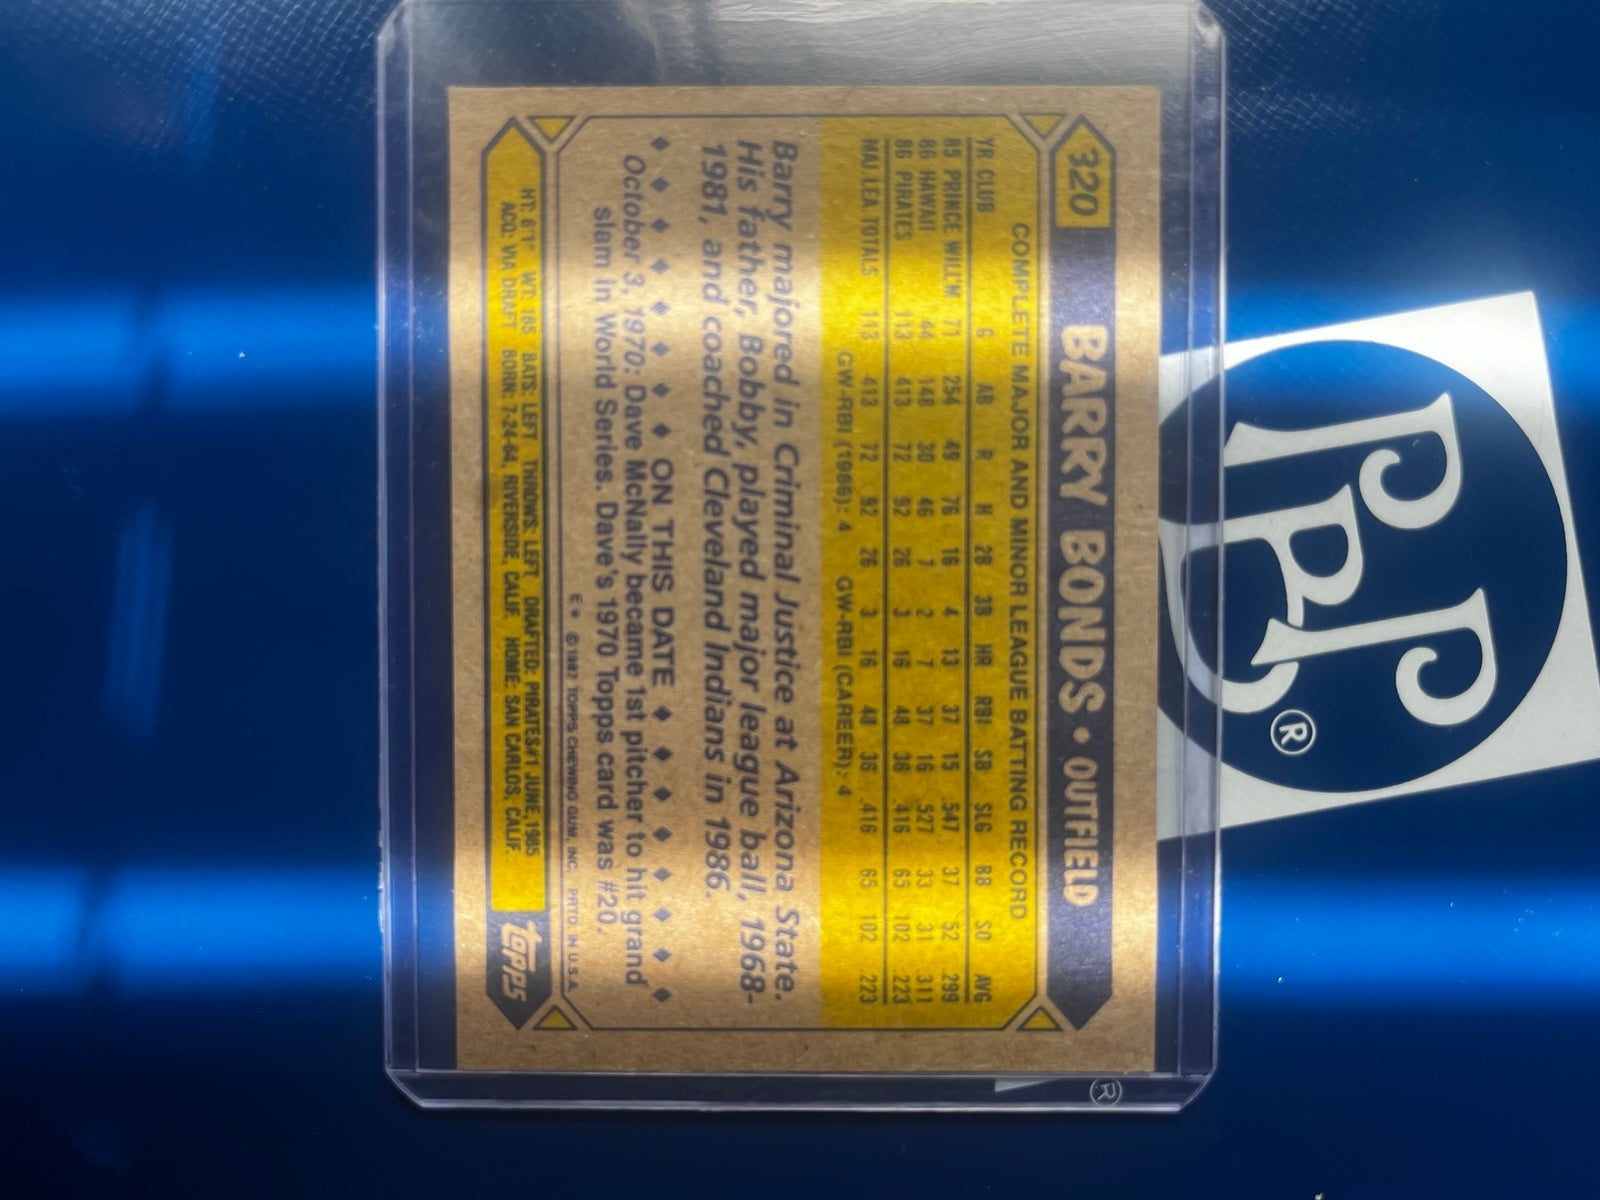 320 BARRY BONDS • OUTFIELD
COMPLETE MAJOR AND MINOR LEAGUE BATTING RECORD
YR CLUB G AB R H 2B 3B HR RBI SB SLG BB SO AVG
85 PRINCE WILL'M 71 254 49 76 16 4 13 37 15 .547 37 52 .299
86 HAWAII 44 148 30 46 7 2 7 37 16 .527 33 31 .311
86 PIRATES 113 413 72 92 26 3 16 48 36 .416 65 102 .223
MAJ. LEA. TOTALS 113 413 72 92 26 3 16 48 36 .416 65 102 .223
GW-RBI (1986): 4 GW-RBI (CAREER): 4
Barry majored in Criminal Justice at Arizona State.
His father, Bobby, played major league ball, 1968-
1981, and coached Cleveland Indians in 1986.
♦ ♦ ♦ ♦ ♦ ♦ ♦ ♦ ON THIS DATE ♦ ♦ ♦ ♦ ♦ ♦ ♦ ♦
October 3, 1970: Dave McNally became 1st pitcher to hit grand
slam in World Series. Dave's 1970 Topps card was #20.
E* ©1987 TOPPS CHEWING GUM, INC. PRTD. IN U.S.A.
HT: 6'1" WT: 185 BATS: LEFT THROWS: LEFT DRAFTED: PIRATES#1 JUNE, 1985
ACQ: VIA DRAFT BORN: 7-24-64, RIVERSIDE, CALIF. HOME: SAN CARLOS, CALIF.
topps
®
®